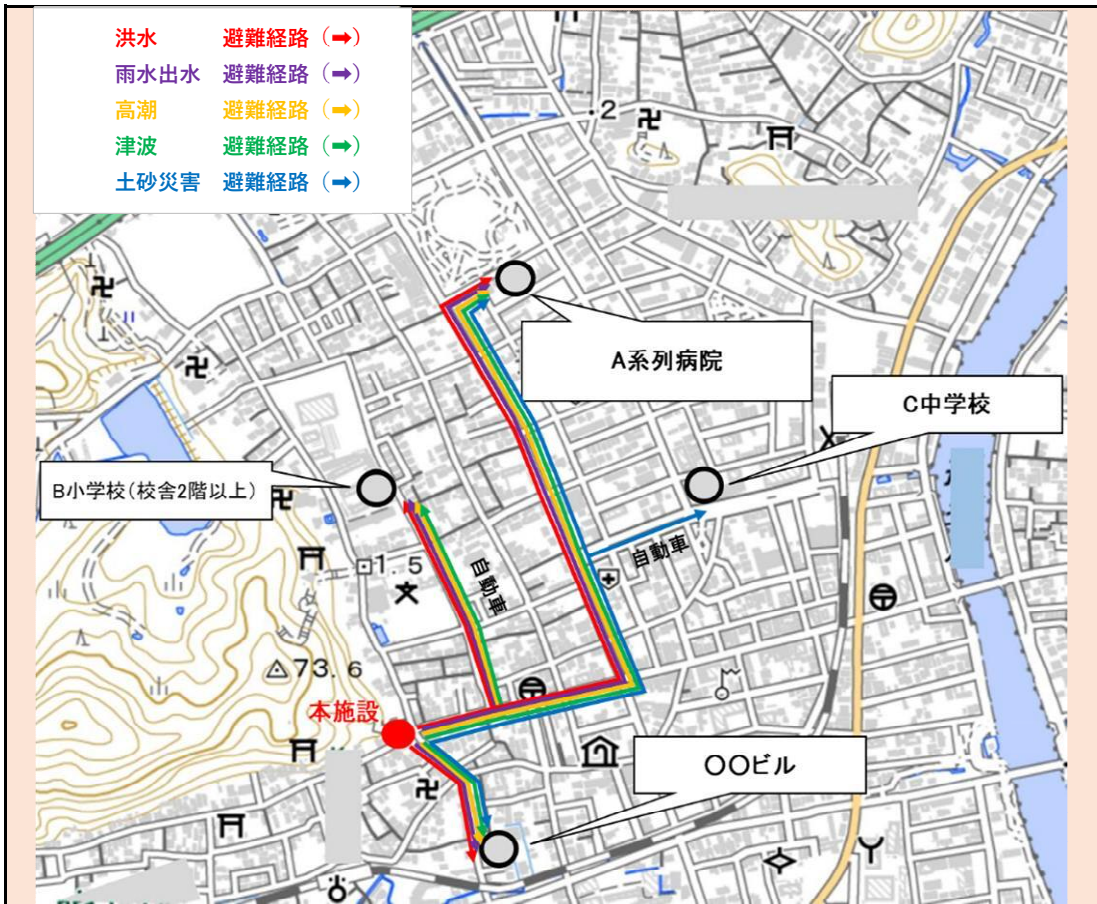 洪水 避難経路（➡）
雨水出水 避難経路（➡）
高潮 避難経路（➡）
津波 避難経路（➡）
土砂災害 避難経路（➡）
.2
A系列病院
C中学校
B小学校（校舎2階以上）
1.5
自動車
自動車
73.6
本施設
〇〇ビル